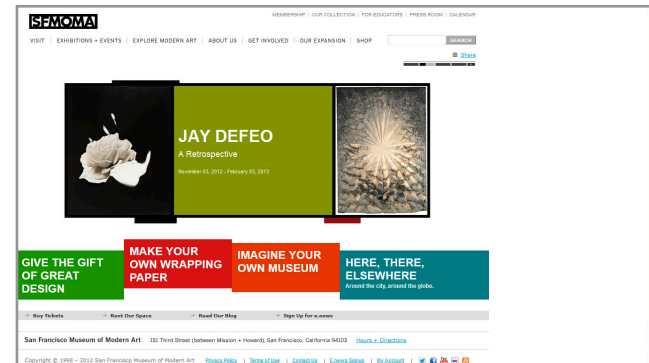 SFMOMA
MEMBERSHIP | OUR COLLECTION | FOR EDUCATORS | PRESS ROOM | CALENDAR
VISIT | EXHIBITIONS + EVENTS | EXPLORE MODERN ART | ABOUT US | GET INVOLVED | OUR EXPANSION | SHOP
SEARCH
Share
JAY DEFEO
A Retrospective
November 03, 2012 - February 03, 2013
GIVE THE GIFT
OF GREAT
DESIGN
MAKE YOUR
OWN WRAPPING
PAPER
IMAGINE YOUR
OWN MUSEUM
HERE, THERE,
ELSEWHERE
Around the city, around the globe.
→ Buy Tickets → Rent Our Space → Read Our Blog → Sign Up for e.news
San Francisco Museum of Modern Art 151 Third Street (between Mission + Howard), San Francisco, California 94103 Hours + Directions
Copyright © 1998 – 2012 San Francisco Museum of Modern Art Privacy Policy | Terms of Use | Contact Us | E.news Signup | My Account |